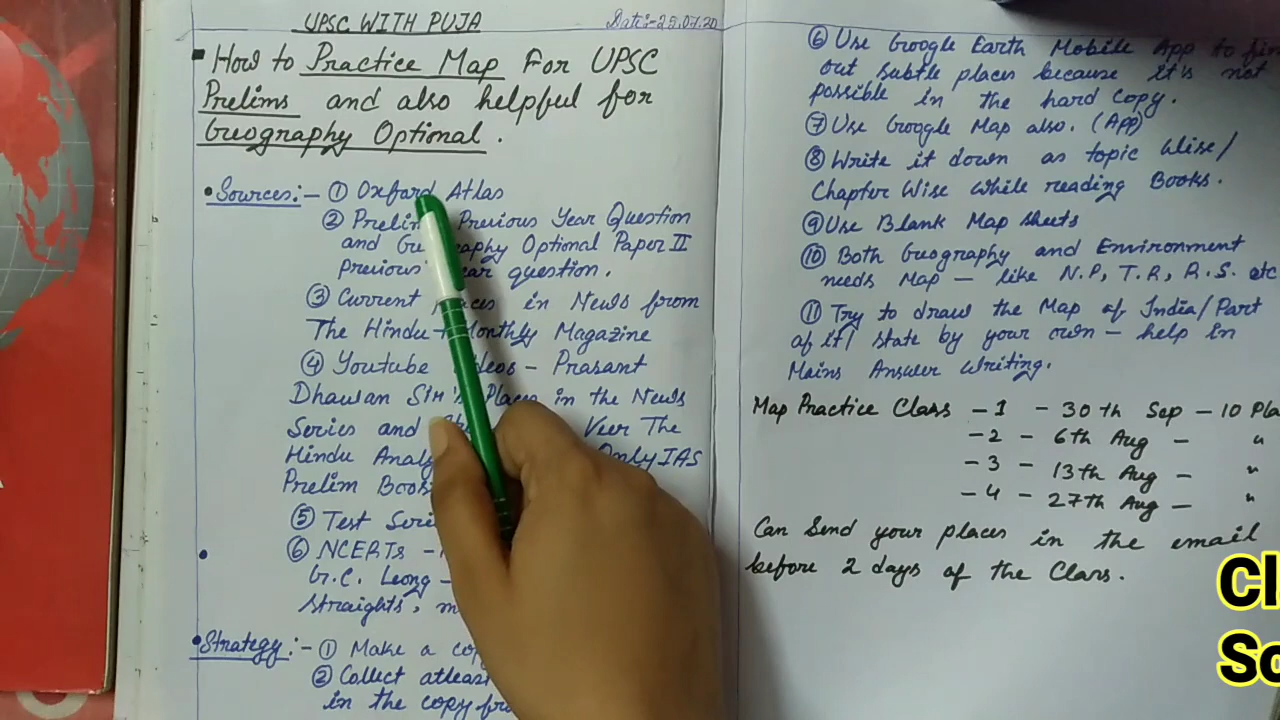 UPSC WITH PUJA
Date:-25.07.20
How to Practice Map For UPSC
Prelims and also helpful for
Geography Optional.
Sources:- ① Oxford Atlas
② Prelim Previous Year Question
and Geography Optional Paper II
Previous Year question.
③ Current places in News from
The Hindu + Monthly Magazine
④ Youtube Videos - Prasant
Dhawan Sir's Places in the News
Series and Veer The
Hindu OnlyIAS
Prelim
⑤ Test
⑥ NCERTs -
G.C. Leong -
Straights,
Strategy:- ① Make a
② Collect atleast
in the copy
⑥ Use Google Earth Mobile App to
out subtle places because it is not
possible in the hard copy.
⑦ Use Google Map also. (App)
⑧ Write it down as topic Wise/
Chapter Wise while reading Books.
⑨ Use Blank Map sheets
⑩ Both Geography and Environment
needs Map - like N.P, T.R, R.S. etc
⑪ Try to draw the Map of India/Part
of it/ state by your own - help in
Mains Answer Writing.
Map Practice Class -1 - 30th Sep - 10
-2 - 6th Aug - "
-3 - 13th Aug - "
-4 - 27th Aug - "
Can Send your places in the email
before 2 days of the Class.